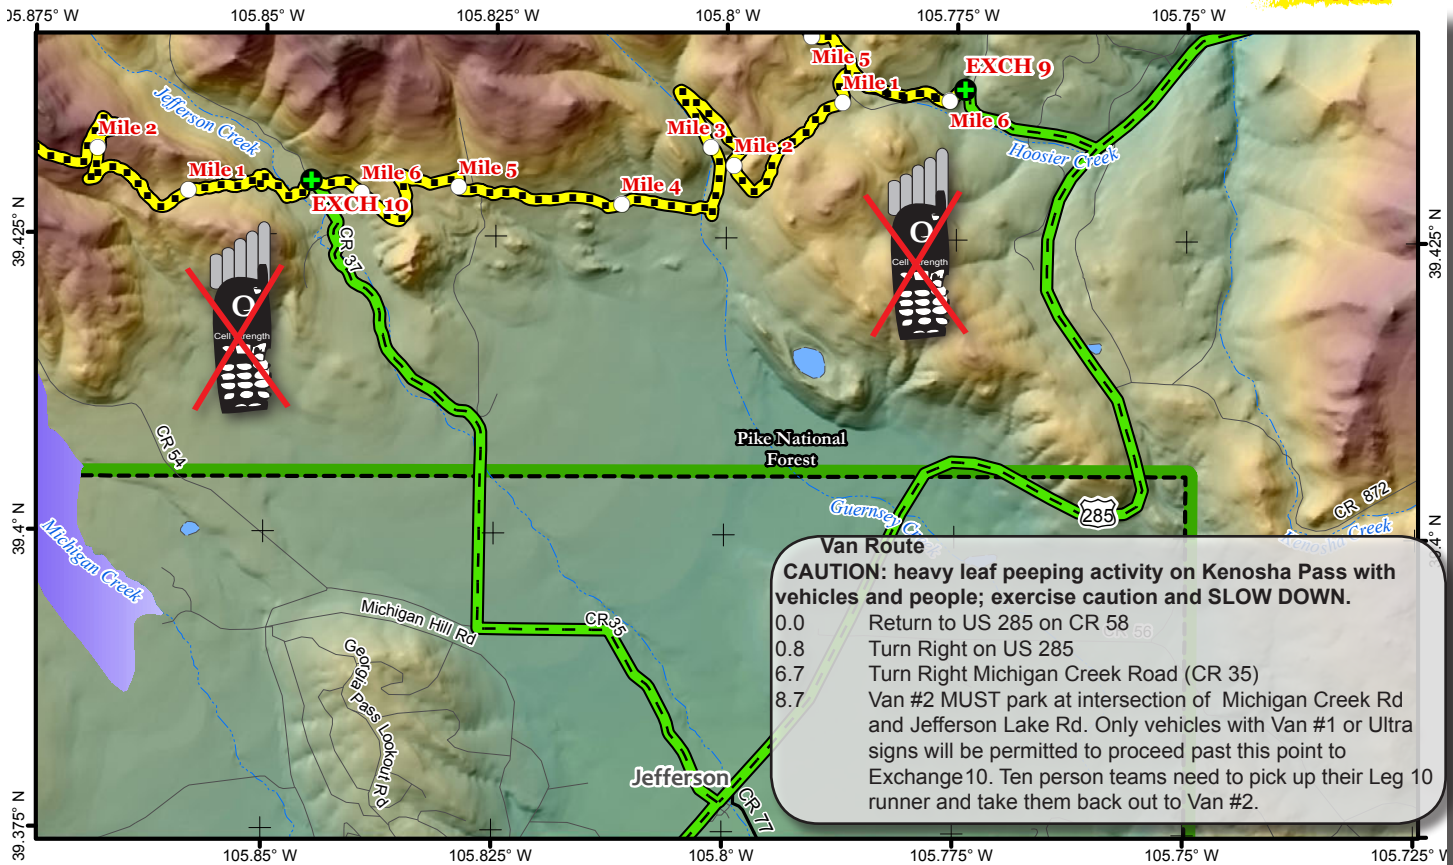 105.875° W 105.85° W 105.825° W 105.8° W 105.775° W 105.75° W
Mile 5
EXCH 9
Mile 1
Jefferson Creek
Mile 2
Mile 6
Mile 3
Mile 2
Hoosier Creek
Mile 1
Mile 6
Mile 5
Mile 4
EXCH 10
39.425° N
39.425° N
CR 37
Q
Cell Strength
Q
Cell Strength
CR 54
Pike National
Forest
CR 872
285
Guernsey Creek
Kenosha Creek
39.4° N
39.4° N
Michigan Creek
Van Route
CAUTION: heavy leaf peeping activity on Kenosha Pass with
vehicles and people; exercise caution and SLOW DOWN.
0.0 Return to US 285 on CR 58
0.8 Turn Right on US 285
6.7 Turn Right Michigan Creek Road (CR 35)
8.7 Van #2 MUST park at intersection of Michigan Creek Rd
and Jefferson Lake Rd. Only vehicles with Van #1 or Ultra
signs will be permitted to proceed past this point to
Exchange10. Ten person teams need to pick up their Leg 10
runner and take them back out to Van #2.
CR 56
Michigan Hill Rd
CR 35
Georgia Pass Lookout Rd
Jefferson
CR 77
39.375° N
105.85° W 105.825° W 105.8° W 105.775° W 105.75° W 105.725° W